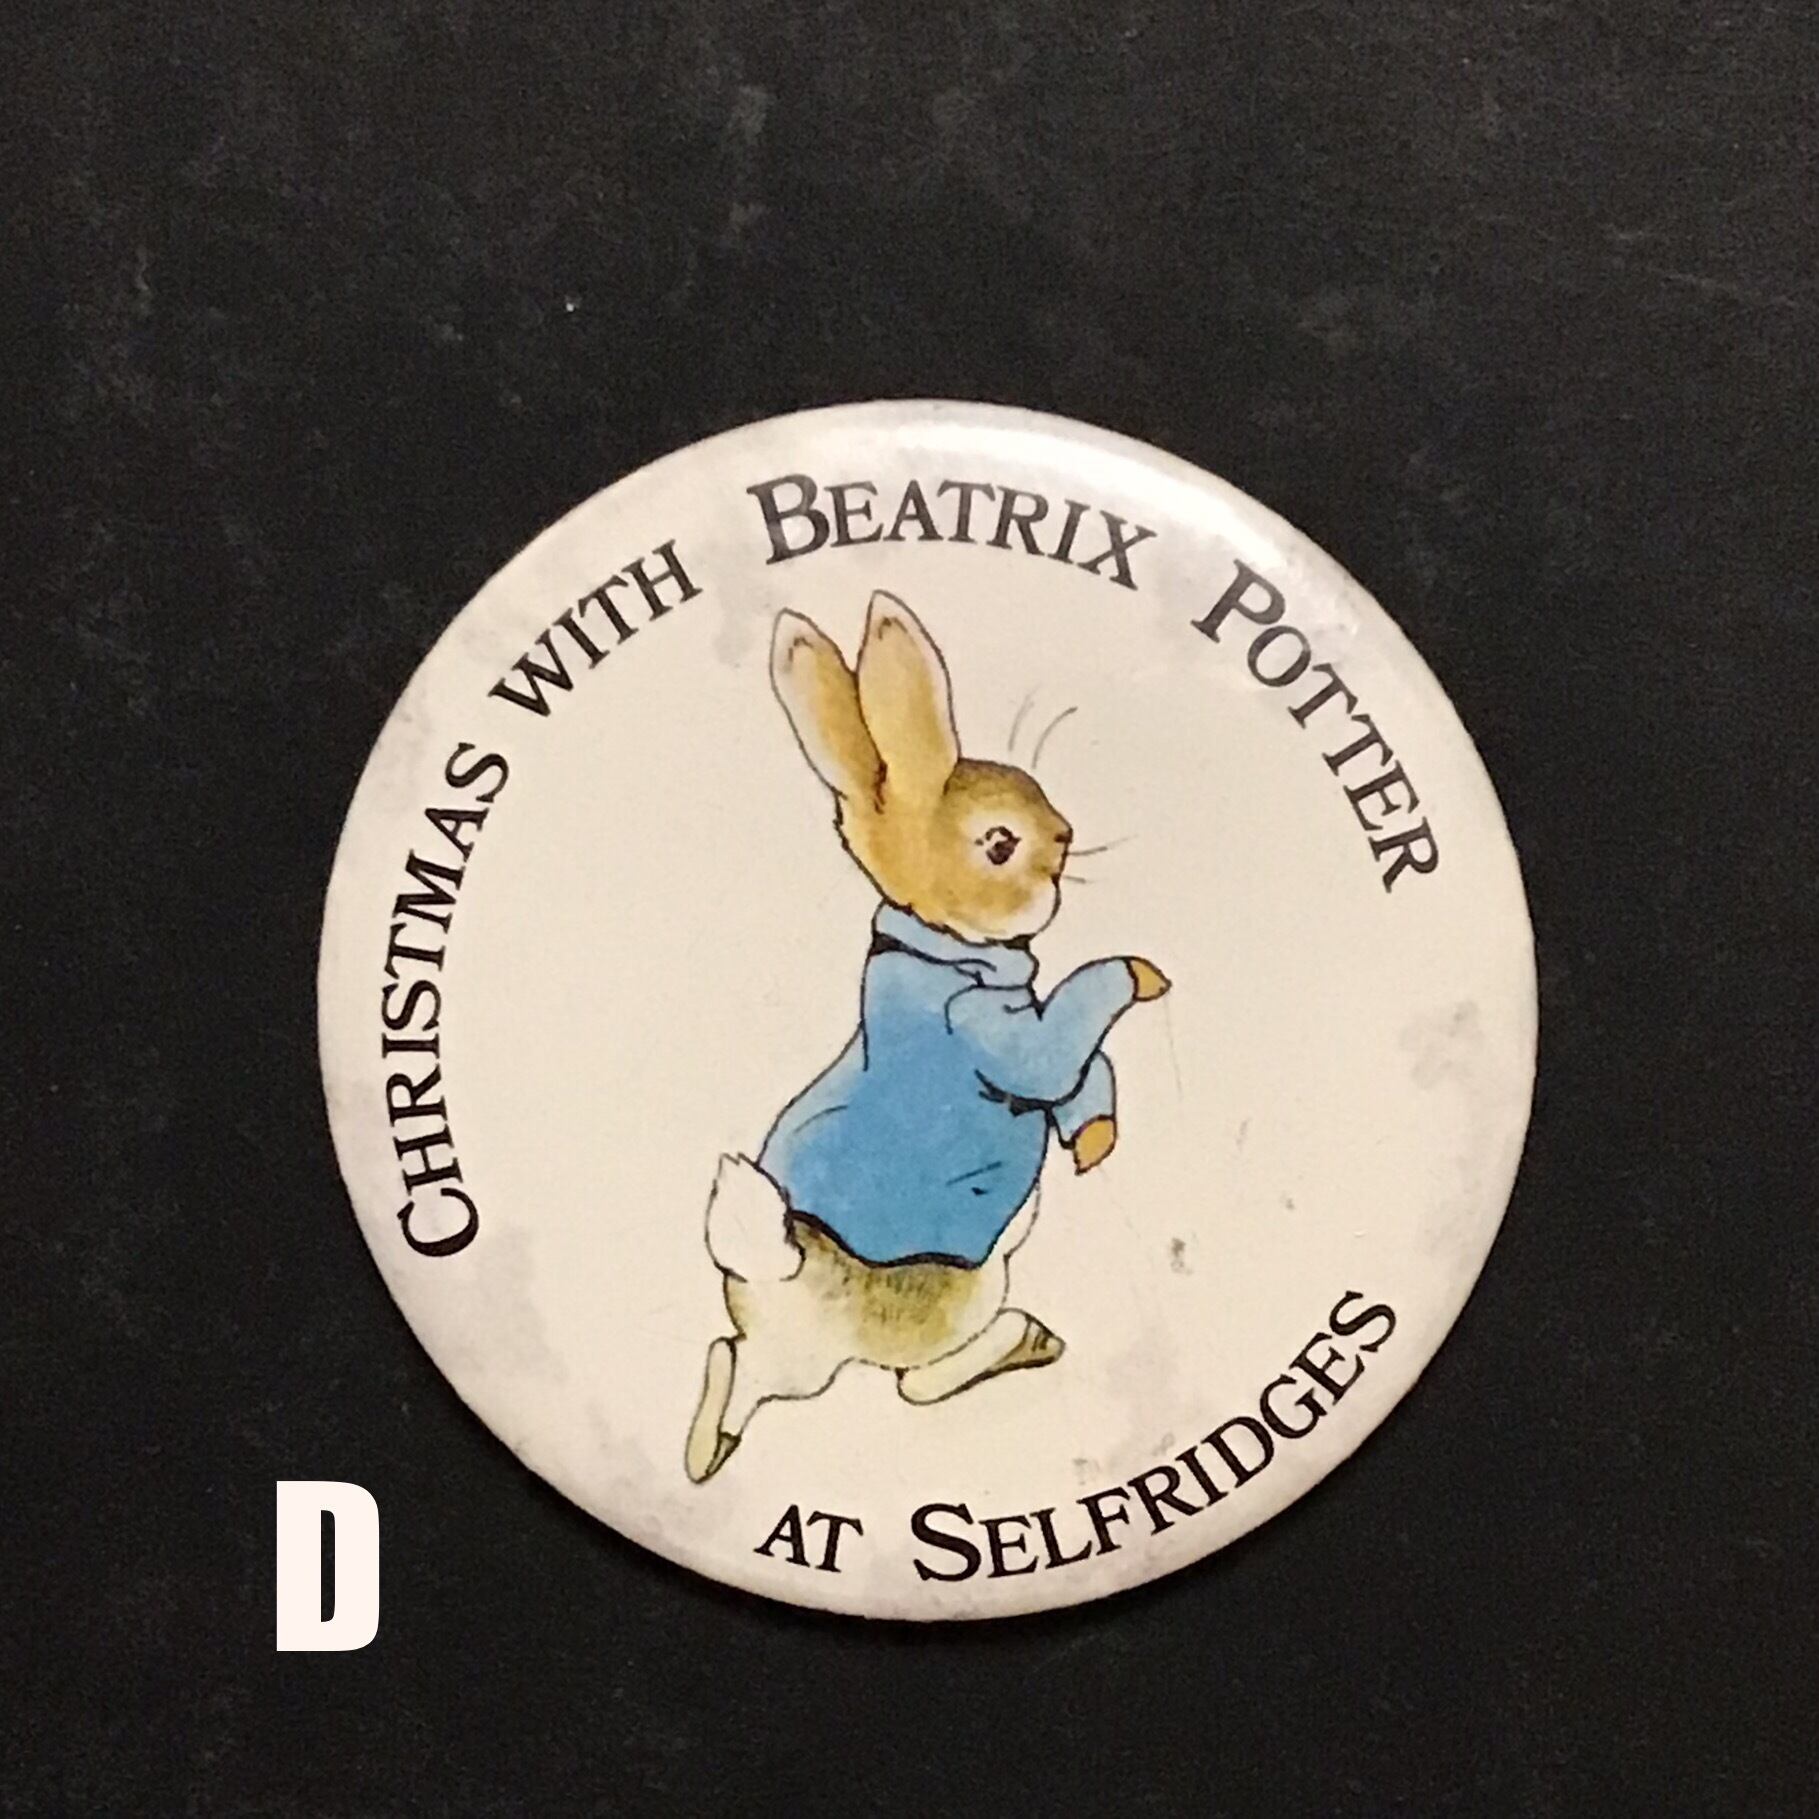 CHRISTMAS WITH BEATRIX POTTER
AT SELFRIDGES
D